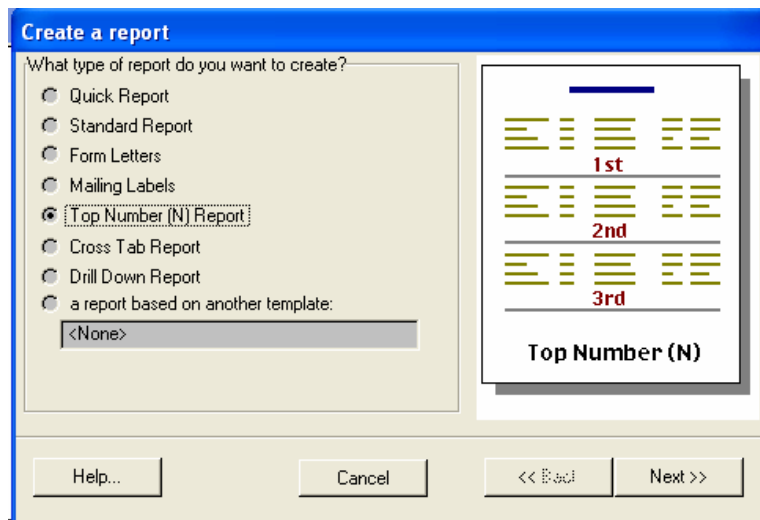 Create a report
What type of report do you want to create?
Quick Report
Standard Report
Form Letters
Mailing Labels
Top Number (N) Report
Cross Tab Report
Drill Down Report
a report based on another template:
<None>
1st
2nd
3rd
Top Number (N)
Help...
Cancel
<< Back
Next >>